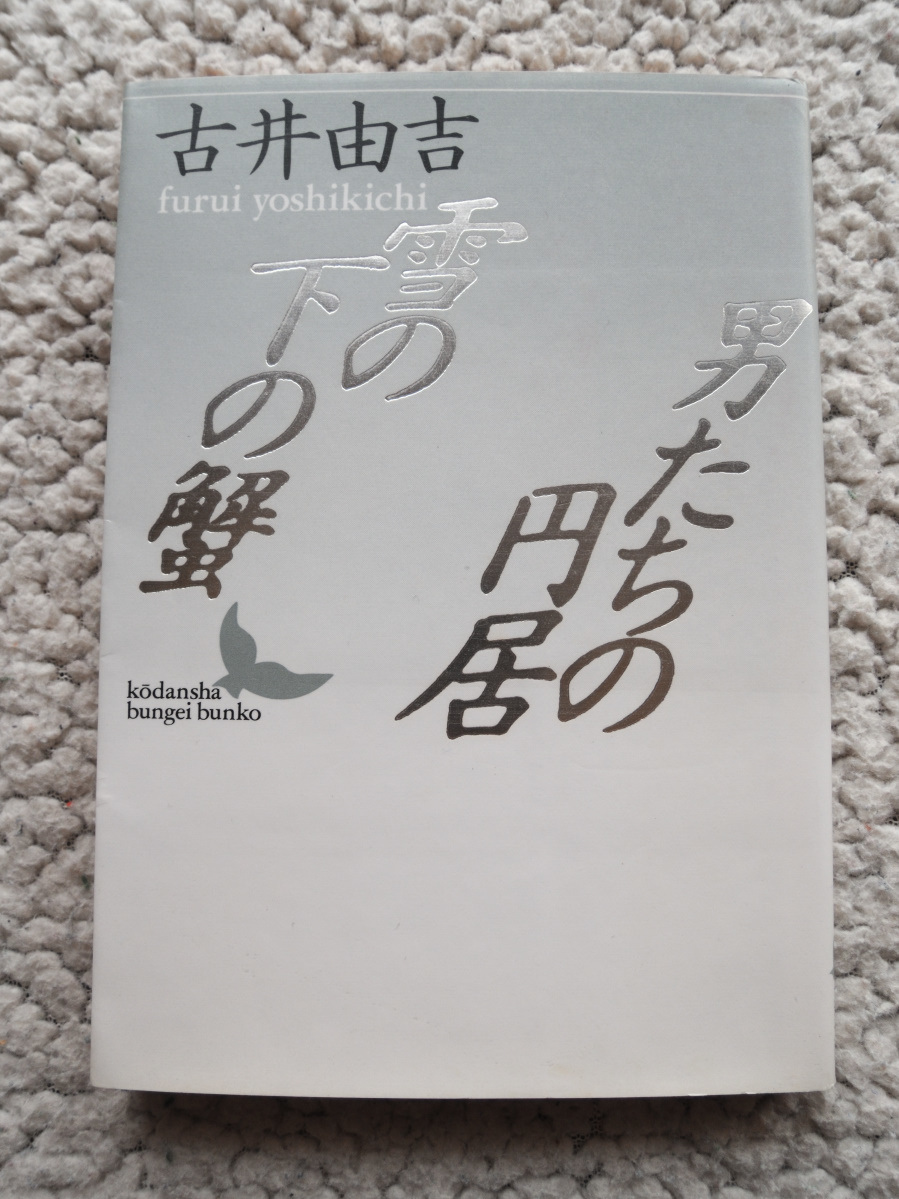 古井由吉
furui yoshikichi
雪の
下の蟹
男たちの
円居
kōdansha
bungei bunko